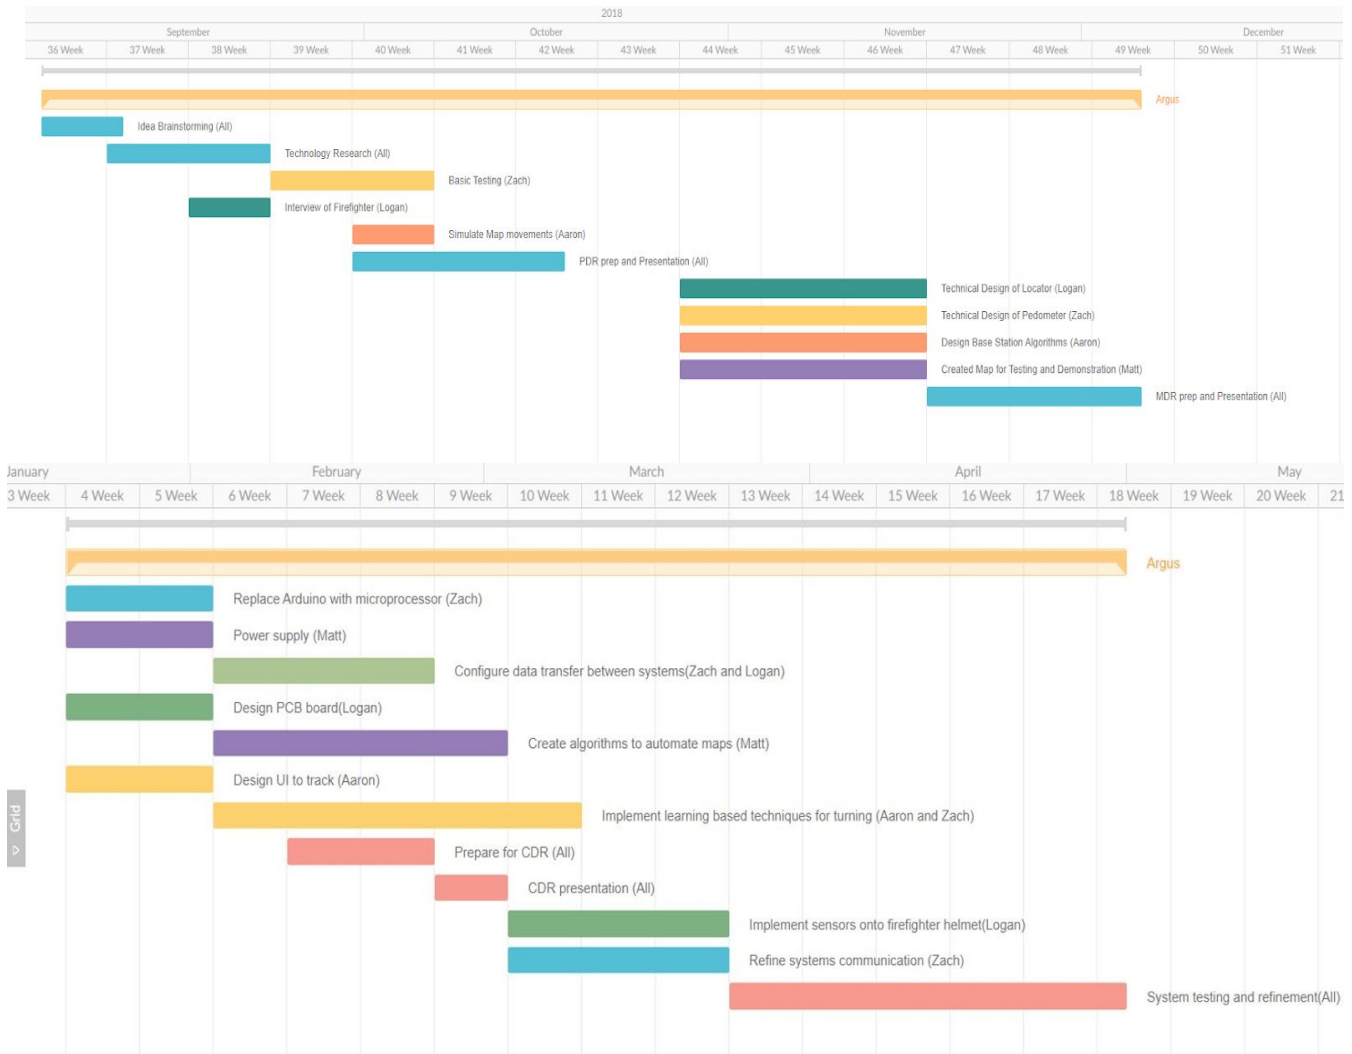 2018
September October November December
36 Week 37 Week 38 Week 39 Week 40 Week 41 Week 42 Week 43 Week 44 Week 45 Week 46 Week 47 Week 48 Week 49 Week 50 Week 51 Week
Argus
Idea Brainstorming (All)
Technology Research (All)
Basic Testing (Zach)
Interview of Firefighter (Logan)
Simulate Map movements (Aaron)
PDR prep and Presentation (All)
Technical Design of Locator (Logan)
Technical Design of Pedometer (Zach)
Design Base Station Algorithms (Aaron)
Created Map for Testing and Demonstration (Matt)
MDR prep and Presentation (All)
January February March April May
3 Week 4 Week 5 Week 6 Week 7 Week 8 Week 9 Week 10 Week 11 Week 12 Week 13 Week 14 Week 15 Week 16 Week 17 Week 18 Week 19 Week 20 Week 21
Argus
Replace Arduino with microprocessor (Zach)
Power supply (Matt)
Configure data transfer between systems(Zach and Logan)
Design PCB board(Logan)
Create algorithms to automate maps (Matt)
Design UI to track (Aaron)
Grid
Implement learning based techniques for turning (Aaron and Zach)
Prepare for CDR (All)
CDR presentation (All)
Implement sensors onto firefighter helmet(Logan)
Refine systems communication (Zach)
System testing and refinement(All)